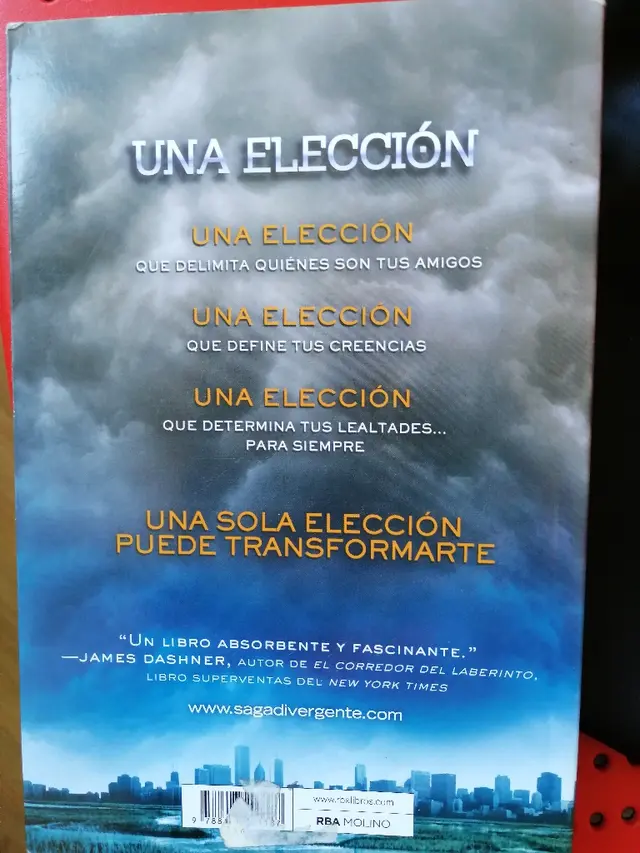 UNA ELECCIÓN
UNA ELECCIÓN
QUE DELIMITA QUIÉNES SON TUS AMIGOS
UNA ELECCIÓN
QUE DEFINE TUS CREENCIAS
UNA ELECCIÓN
QUE DETERMINA TUS LEALTADES...
PARA SIEMPRE
UNA SOLA ELECCIÓN
PUEDE TRANSFORMARTE
“UN LIBRO ABSORBENTE Y FASCINANTE.”
—JAMES DASHNER, AUTOR DE EL CORREDOR DEL LABERINTO,
LIBRO SUPERVENTAS DEL NEW YORK TIMES
www.sagadivergente.com
www.rbalibros.com
RBA MOLINO